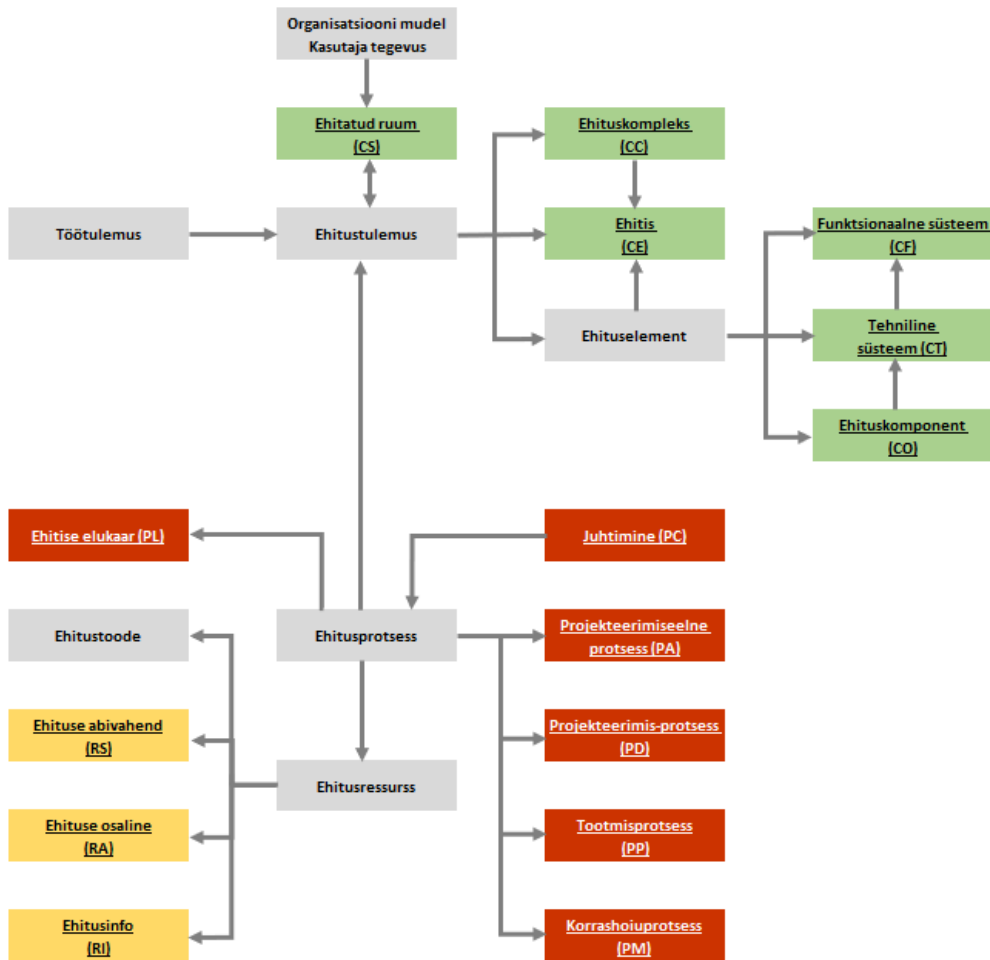 Organisatsiooni mudel
Kasutaja tegevus
Ehitatud ruum
(CS)
Ehituskompleks
(CC)
Töötulemus
Ehitustulemus
Ehitis
(CE)
Funktsionaalne süsteem
(CF)
Ehituselement
Tehniline
süsteem (CT)
Ehituskomponent
(CO)
Ehitise elukaar (PL)
Juhtimine (PC)
Ehitustoode
Ehitusprotsess
Projekteerimiseelne
protsess (PA)
Ehituse abivahend
(RS)
Projekteerimis-protsess
(PD)
Ehitusressurss
Ehituse osaline
(RA)
Tootmisprotsess
(PP)
Ehitusinfo
(RI)
Korrashoiuprotsess
(PM)